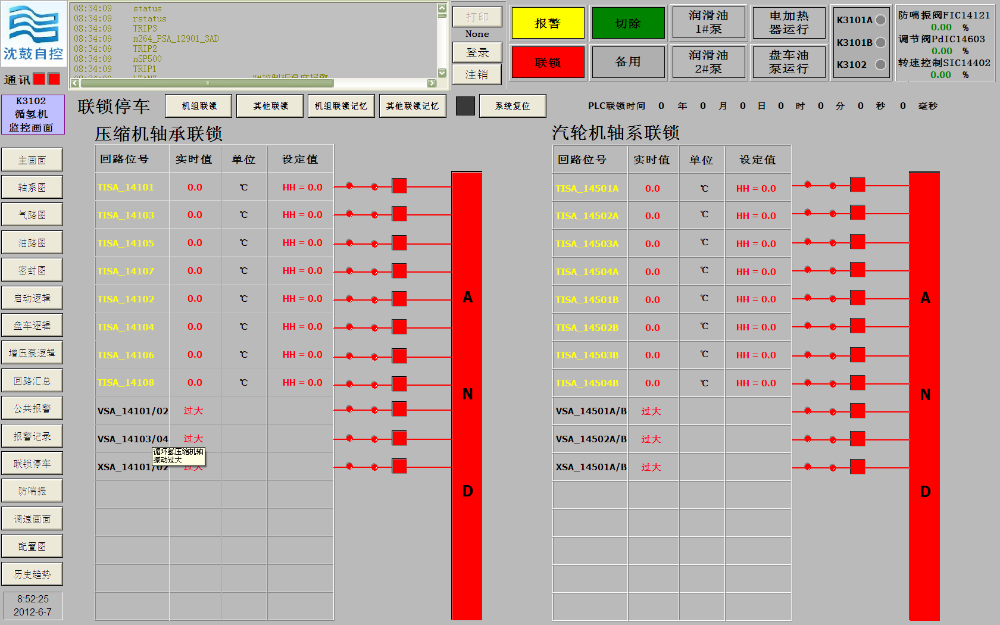 沈鼓自控
通讯
K3102
循氢机
监控画面
08:34:09 status
08:34:09 rstatus
08:34:09 TRIP3
08:34:09 m264_PSA_12901_3AD
08:34:09 TRIP2
08:34:09 mSP500
08:34:09 TRIP1
打印
None
登录
注销
报警
切除
润滑油
1#泵
电加热
器运行
联锁
备用
润滑油
2#泵
盘车油
泵运行
K3101A
K3101B
K3102
防喘振阀FIC14121
0.00 %
调节阀PdIC14603
0.00 %
转速控制SIC14402
0.00 %
联锁停车
机组联锁
其他联锁
机组联锁记忆
其他联锁记忆
系统复位
PLC联锁时间 0 年 0 月 0 日 0 时 0 分 0 秒 0 毫秒
主画面
轴系图
气路图
油路图
密封图
启动逻辑
盘车逻辑
增压泵逻辑
回路汇总
公共报警
报警记录
联锁停车
防喘振
调速画面
配置图
历史趋势
8:52:25
2012-6-7
压缩机轴承联锁
回路位号 实时值 单位 设定值
TISA_14101 0.0 ℃ HH = 0.0
TISA_14103 0.0 ℃ HH = 0.0
TISA_14105 0.0 ℃ HH = 0.0
TISA_14107 0.0 ℃ HH = 0.0
TISA_14102 0.0 ℃ HH = 0.0
TISA_14104 0.0 ℃ HH = 0.0
TISA_14106 0.0 ℃ HH = 0.0
TISA_14108 0.0 ℃ HH = 0.0
VSA_14101/02 过大
VSA_14103/04 过大
循环氢压缩机轴
振动过大
XSA_14101/02 过大
A
N
D
汽轮机轴系联锁
回路位号 实时值 单位 设定值
TISA_14501A 0.0 ℃ HH = 0.0
TISA_14502A 0.0 ℃ HH = 0.0
TISA_14503A 0.0 ℃ HH = 0.0
TISA_14504A 0.0 ℃ HH = 0.0
TISA_14501B 0.0 ℃ HH = 0.0
TISA_14502B 0.0 ℃ HH = 0.0
TISA_14503B 0.0 ℃ HH = 0.0
TISA_14504B 0.0 ℃ HH = 0.0
VSA_14501A/B 过大
VSA_14502A/B 过大
XSA_14501A/B 过大
A
N
D